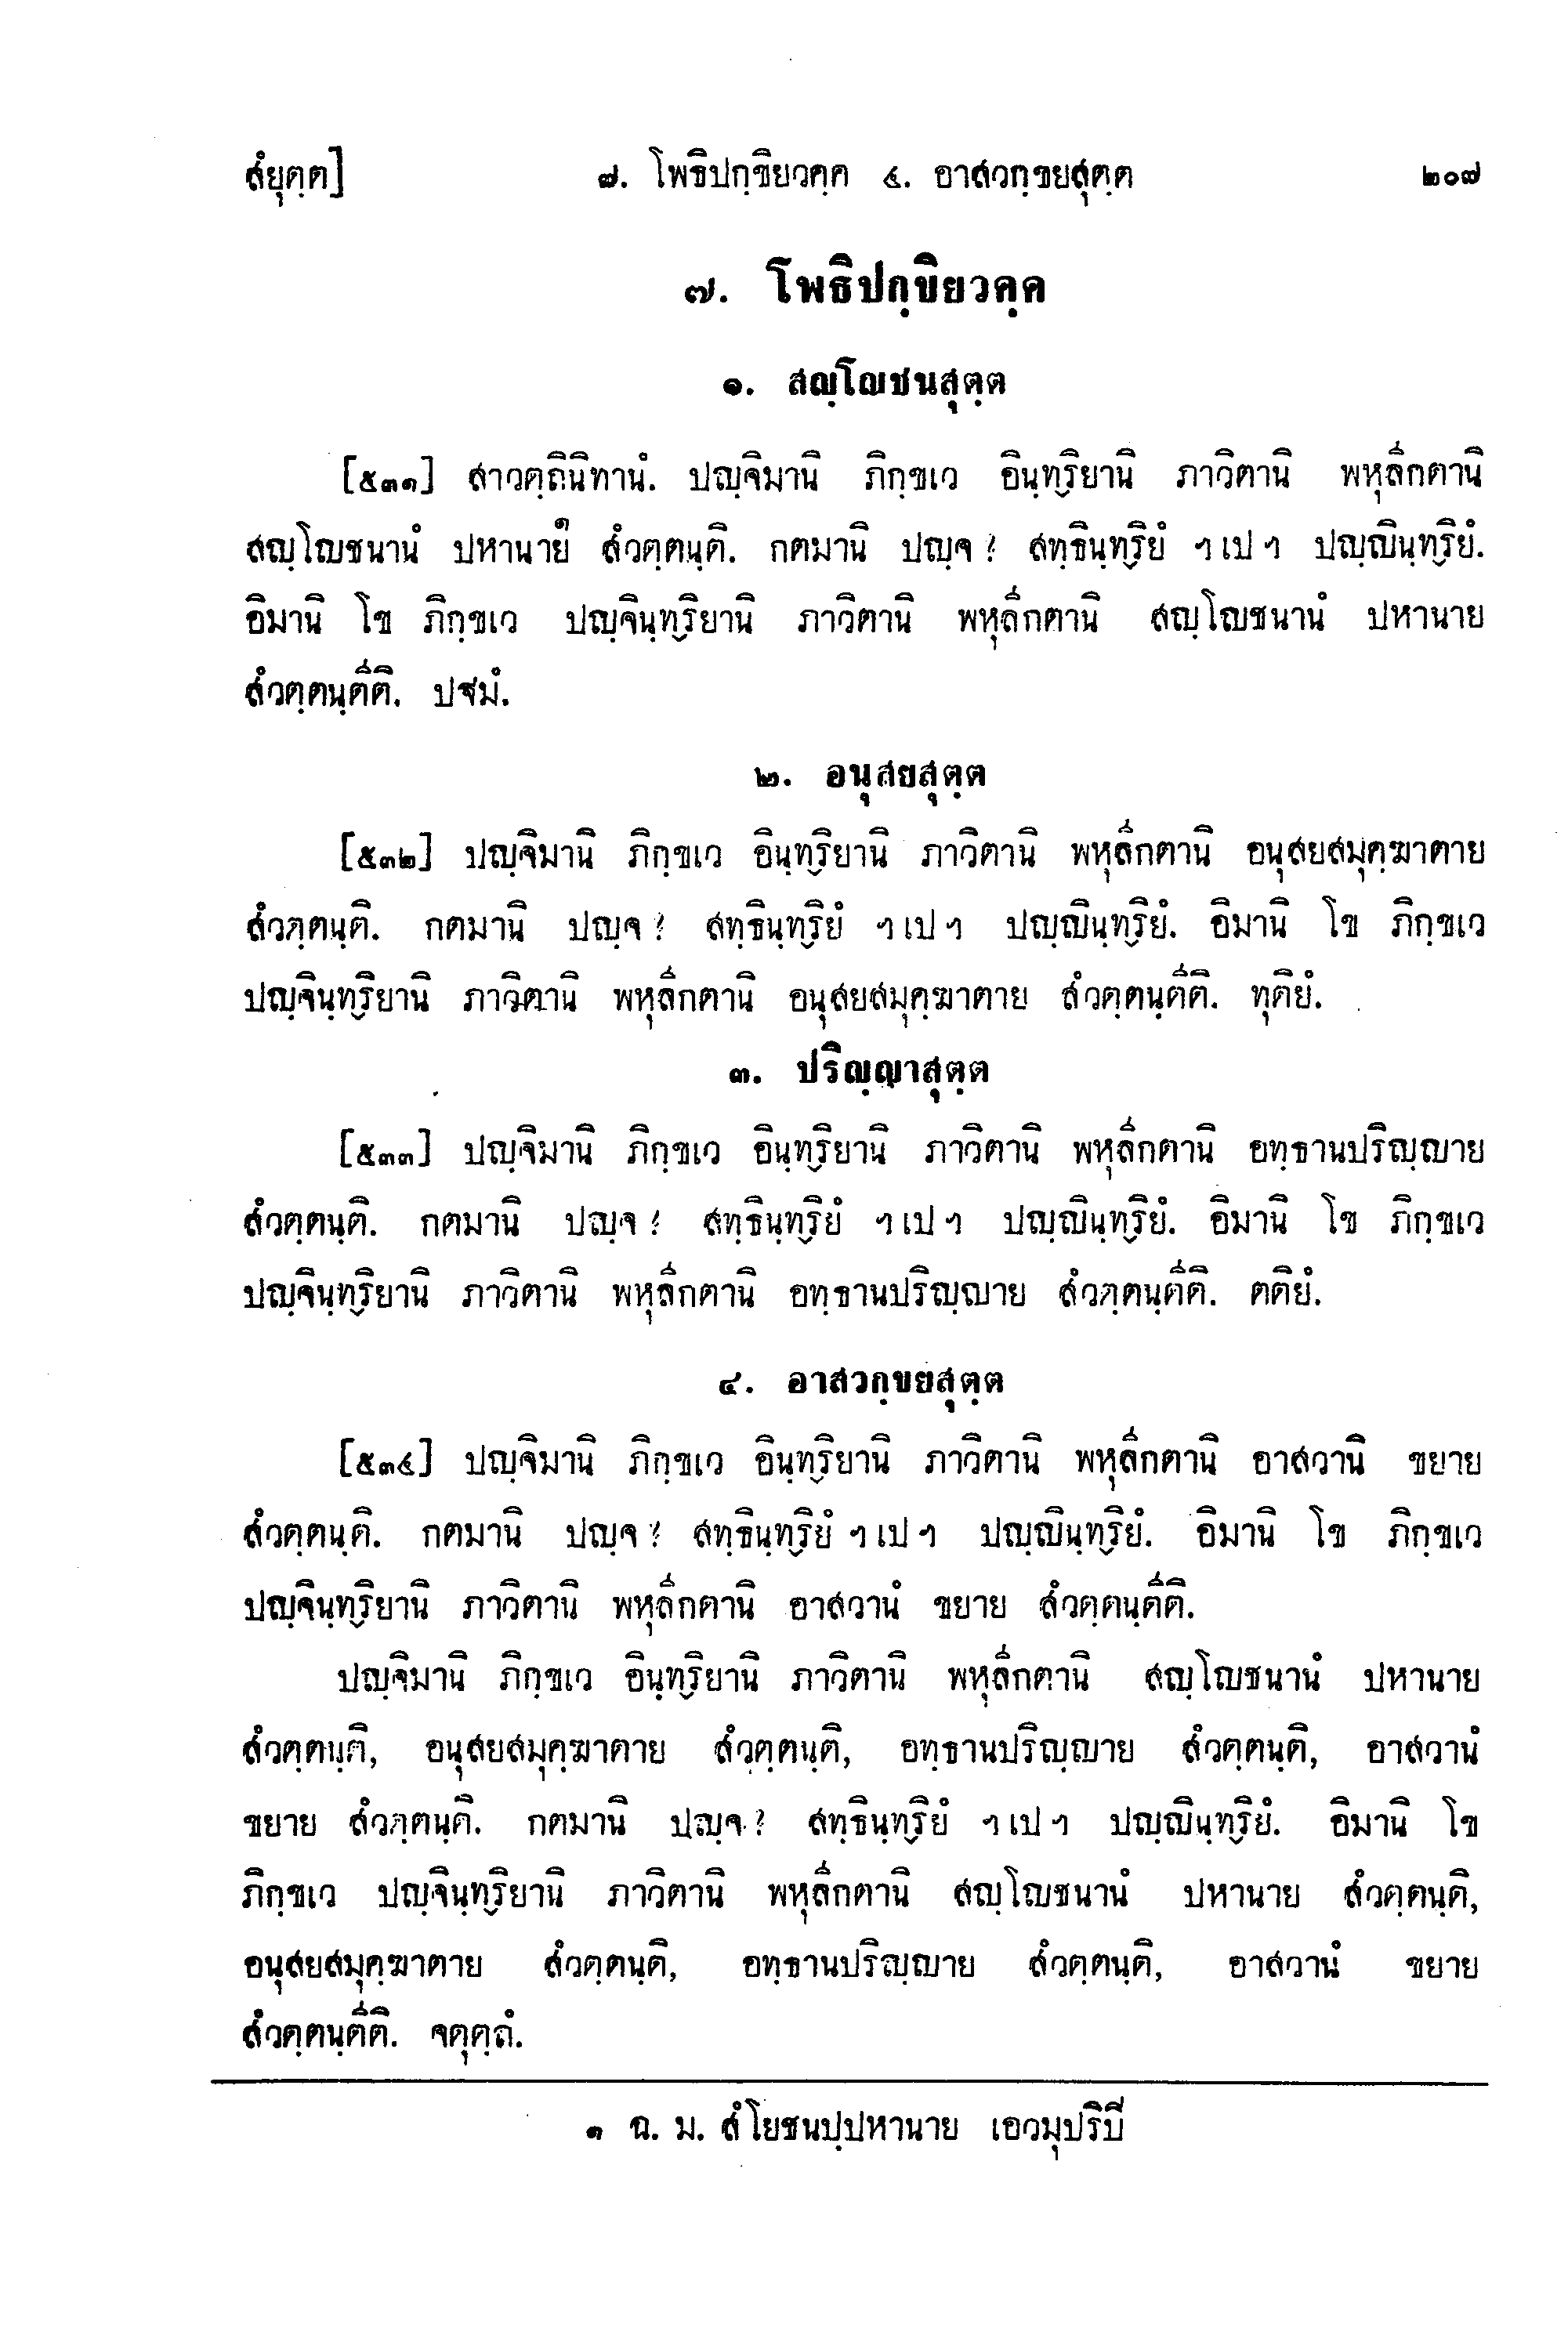 สํยุตฺต] ๗. โพธิปกฺขิยวคฺค ๔. อาสวกฺขยสุตฺต ๒๐๗
๗. โพธิปกฺขิยวคฺค
๑. สญฺโญชนสุตฺต
[๕๓๑] สาวตฺถินิทานํ. ปญฺจิมานิ ภิกฺขเว อินฺทฺริยานิ ภาวิตานิ พหุลีกตานิ
สญฺโญชนานํ ปหานาย๑ สํวตฺตนฺติ. กตมานิ ปญฺจ ? สทฺธินฺทฺริยํ ฯ เป ฯ ปญฺญินฺทฺริยํ.
อิมานิ โข ภิกฺขเว ปญฺจินฺทฺริยานิ ภาวิตานิ พหุลีกตานิ สญฺโญชนานํ ปหานาย
สํวตฺตนฺตีติ. ปฐมํ.
๒. อนุสยสุตฺต
[๕๓๒] ปญฺจิมานิ ภิกฺขเว อินฺทฺริยานิ ภาวิตานิ พหุลีกตานิ อนุสยสมุคฺฆาตาย
สํวตฺตนฺติ. กตมานิ ปญฺจ ? สทฺธินฺทฺริยํ ฯ เป ฯ ปญฺญินฺทฺริยํ. อิมานิ โข ภิกฺขเว
ปญฺจินฺทฺริยานิ ภาวิตานิ พหุลีกตานิ อนุสยสมุคฺฆาตาย สํวตฺตนฺตีติ. ทุติยํ.
๓. ปริญฺญาสุตฺต
[๕๓๓] ปญฺจิมานิ ภิกฺขเว อินฺทฺริยานิ ภาวิตานิ พหุลีกตานิ อทฺธานปริญฺญาย
สํวตฺตนฺติ. กตมานิ ปญฺจ ? สทฺธินฺทฺริยํ ฯ เป ฯ ปญฺญินฺทฺริยํ. อิมานิ โข ภิกฺขเว
ปญฺจินฺทฺริยานิ ภาวิตานิ พหุลีกตานิ อทฺธานปริญฺญาย สํวตฺตนฺตีติ. ตติยํ.
๔. อาสวกฺขยสุตฺต
[๕๓๔] ปญฺจิมานิ ภิกฺขเว อินฺทฺริยานิ ภาวิตานิ พหุลีกตานิ อาสวานิ ขยาย
สํวตฺตนฺติ. กตมานิ ปญฺจ ? สทฺธินฺทฺริยํ ฯ เป ฯ ปญฺญินฺทฺริยํ. อิมานิ โข ภิกฺขเว
ปญฺจินฺทฺริยานิ ภาวิตานิ พหุลีกตานิ อาสวานํ ขยาย สํวตฺตนฺตีติ.
ปญฺจิมานิ ภิกฺขเว อินฺทฺริยานิ ภาวิตานิ พหุลีกตานิ สญฺโญชนานํ ปหานาย
สํวตฺตนฺติ, อนุสยสมุคฺฆาตาย สํวตฺตนฺติ, อทฺธานปริญฺญาย สํวตฺตนฺติ, อาสวานํ
ขยาย สํวตฺตนฺติ. กตมานิ ปญฺจ ? สทฺธินฺทฺริยํ ฯ เป ฯ ปญฺญินฺทฺริยํ. อิมานิ โข
ภิกฺขเว ปญฺจินฺทฺริยานิ ภาวิตานิ พหุลีกตานิ สญฺโญชนานํ ปหานาย สํวตฺตนฺติ,
อนุสยสมุคฺฆาตาย สํวตฺตนฺติ, อทฺธานปริญฺญาย สํวตฺตนฺติ, อาสวานํ ขยาย
สํวตฺตนฺตีติ. จตุตฺถํ.
๑ ฉ. ม. สํโยชนปฺปหานาย เอวมุปริปี